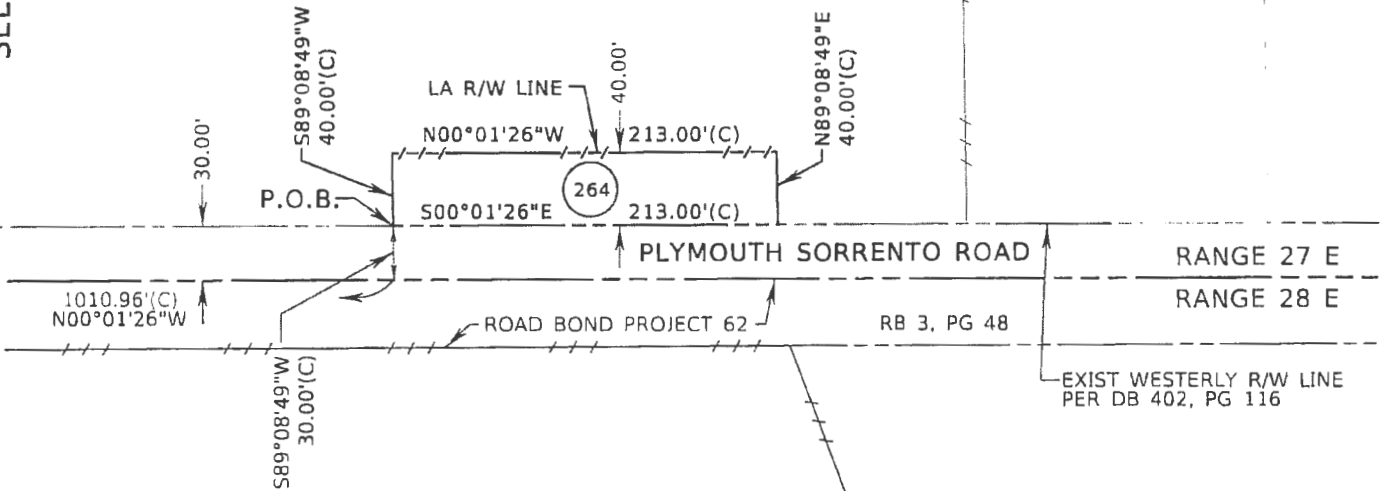 S89°08'49"W
40.00'(C)
N89°08'49"E
40.00'(C)
40.00'
LA R/W LINE
30.00'
N00°01'26"W 213.00'(C)
264
P.O.B.
S00°01'26"E 213.00'(C)
PLYMOUTH SORRENTO ROAD
RANGE 27 E
RANGE 28 E
1010.96'(C)
N00°01'26"W
ROAD BOND PROJECT 62
RB 3, PG 48
S89°08'49"W
30.00'(C)
EXIST WESTERLY R/W LINE
PER DB 402, PG 116